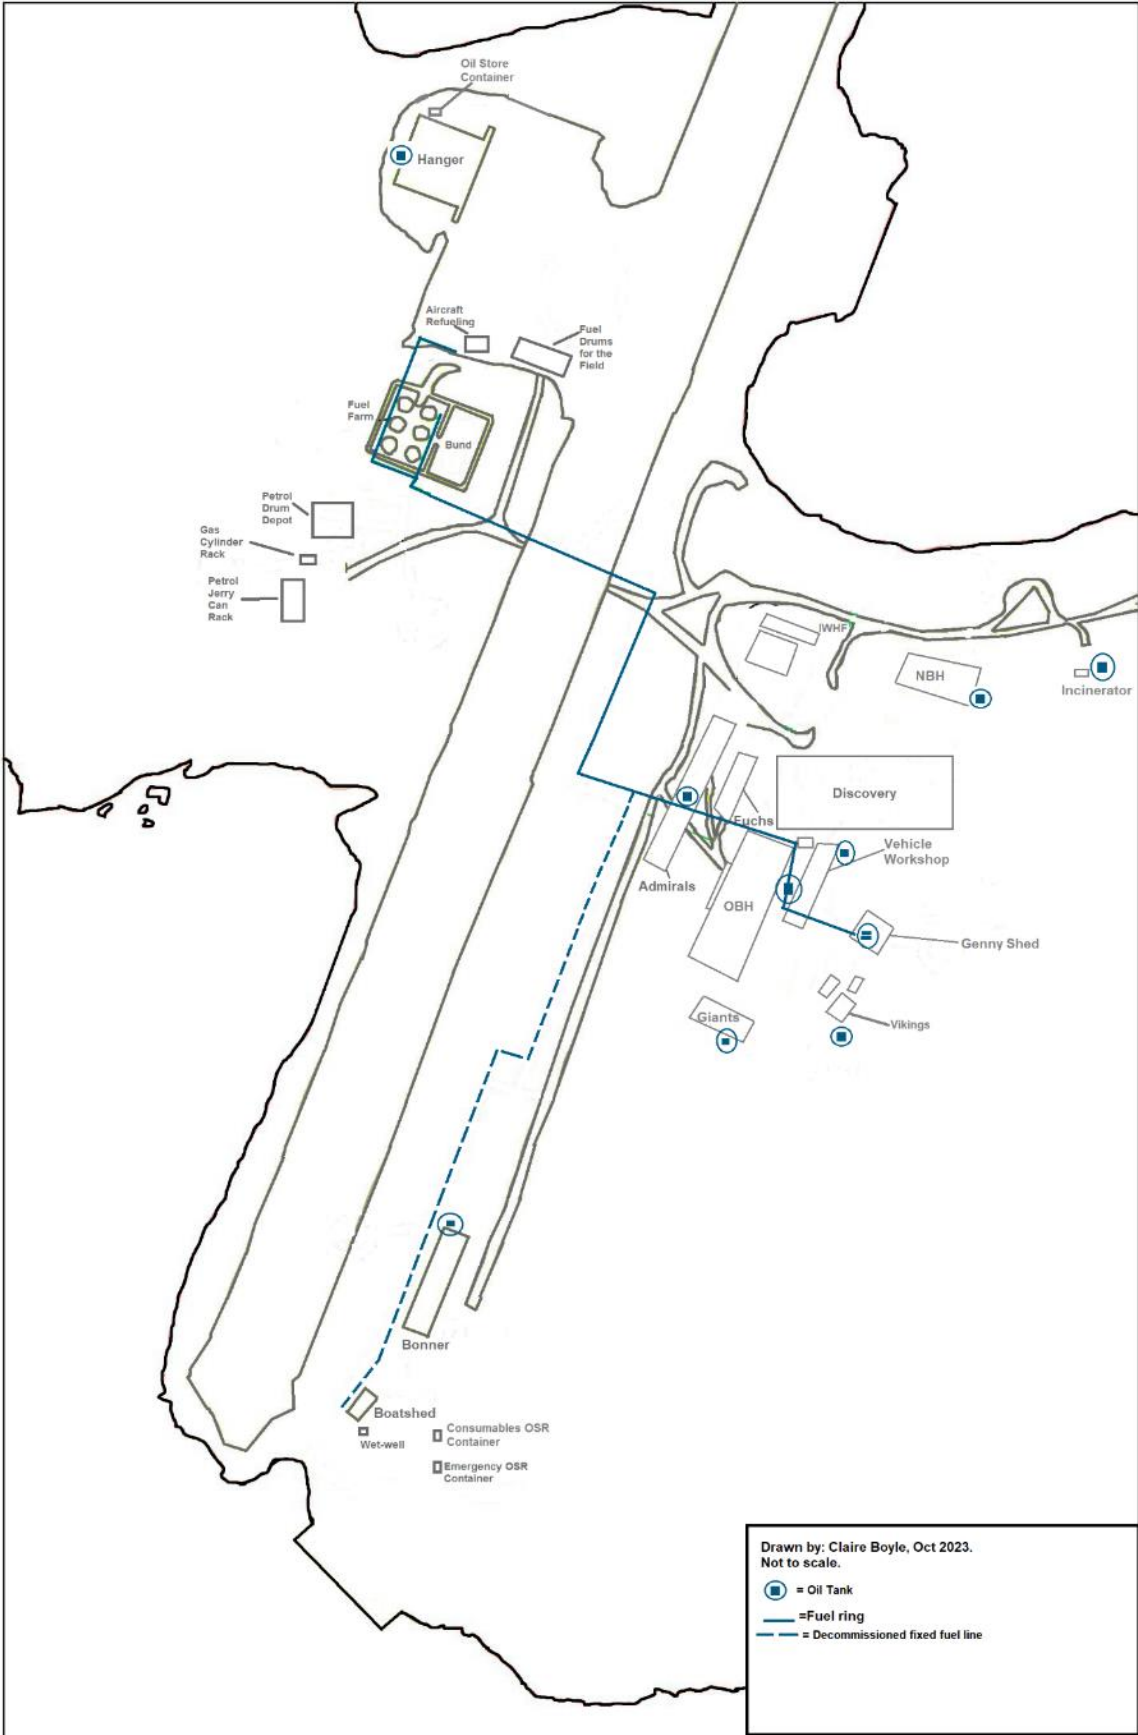 Oil Store
Container
Hanger
Aircraft
Refueling
Fuel
Drums
for the
Field
Fuel
Farm
Bund
Petrol
Drum
Depot
Gas
Cylinder
Rack
Petrol
Jerry
Can
Rack
IWHF
NBH
Incinerator
Discovery
Fuchs
Vehicle
Workshop
Admirals
OBH
Genny Shed
Giants
Vikings
Bonner
Boatshed
Wet-well
Consumables OSR
Container
Emergency OSR
Container
Drawn by: Claire Boyle, Oct 2023.
Not to scale.
= Oil Tank
=Fuel ring
= Decommissioned fixed fuel line